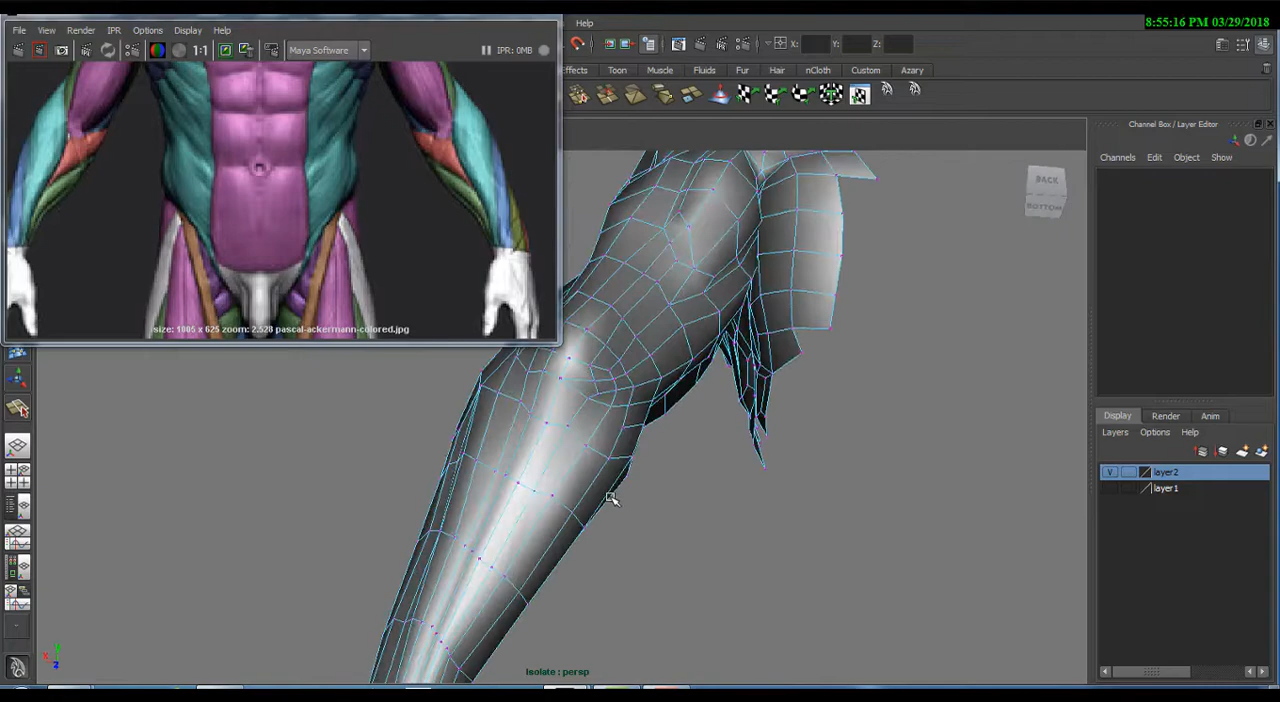 8:55:16 PM 03/29/2018
File View Render IPR Options Display Help
Help
1:1
Maya Software
IPR: 0MB
X: Y: Z:
Effects Toon Muscle Fluids Fur Hair nCloth Custom Azary
Channel Box / Layer Editor
Channels Edit Object Show
BACK
BOTTOM
size: 1005 x 625 zoom: 2.528 pascal-ackermann-colored.jpg
Display Render Anim
Layers Options Help
V layer2
layer1
Isolate : persp